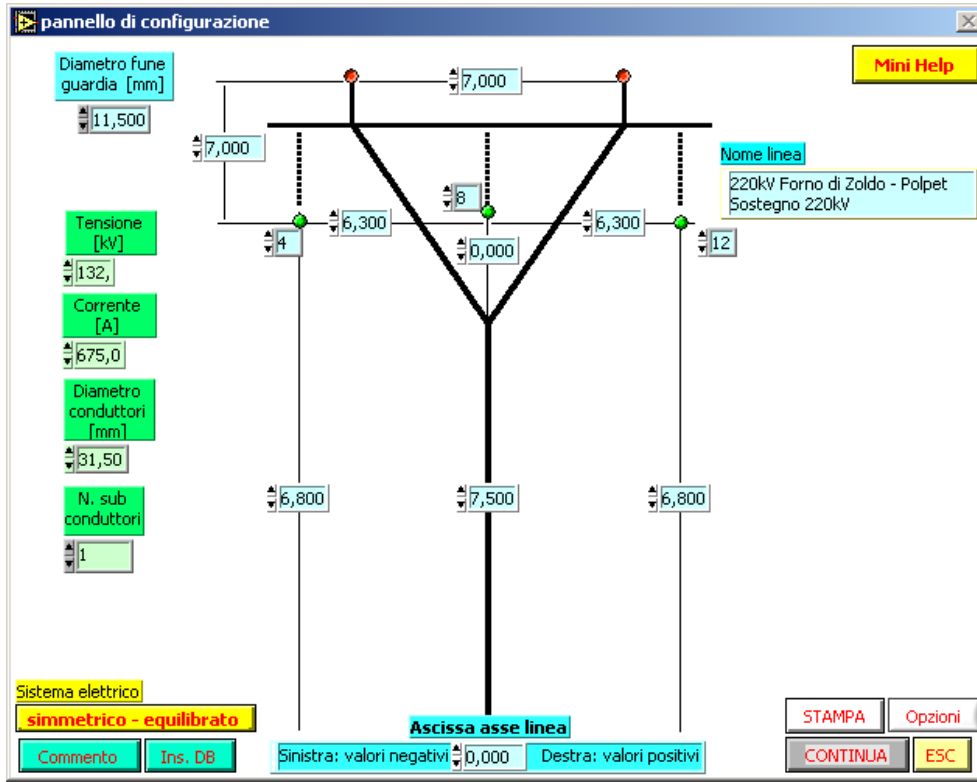 pannello di configurazione
Diametro fune
guardia [mm]
11,500
7,000
Mini Help
7,000
Nome linea
220kV Forno di Zoldo - Polpet
Sostegno 220kV
8
6,300
6,300
4
12
0,000
Tensione
[kV]
132,
Corrente
[A]
675,0
Diametro
conduttori
[mm]
31,50
N. sub
conduttori
1
6,800
7,500
6,800
Sistema elettrico
simmetrico - equilibrato
Commento
Ins. DB
Ascissa asse linea
Sinistra: valori negativi
0,000
Destra: valori positivi
STAMPA
Opzioni
CONTINUA
ESC